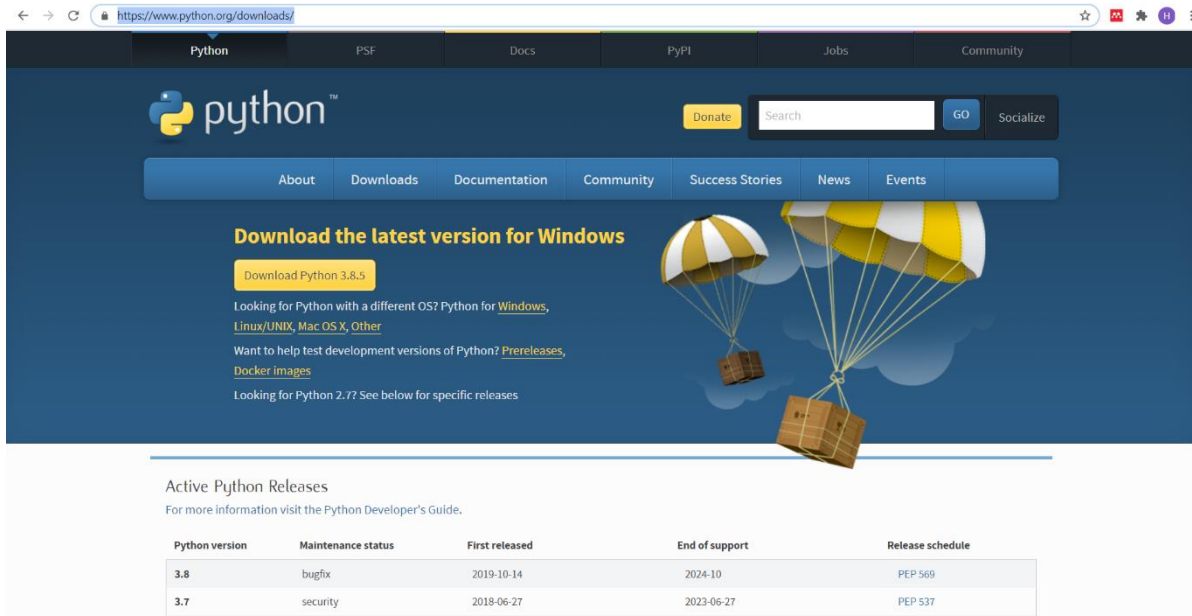 https://www.python.org/downloads/
H
Python PSF Docs PyPI Jobs Community
python™
Donate Search GO Socialize
About Downloads Documentation Community Success Stories News Events
Download the latest version for Windows
Download Python 3.8.5
Looking for Python with a different OS? Python for Windows,
Linux/UNIX, Mac OS X, Other
Want to help test development versions of Python? Prereleases,
Docker images
Looking for Python 2.7? See below for specific releases
Active Python Releases
For more information visit the Python Developer's Guide.
Python version Maintenance status First released End of support Release schedule
3.8 bugfix 2019-10-14 2024-10 PEP 569
3.7 security 2018-06-27 2023-06-27 PEP 537